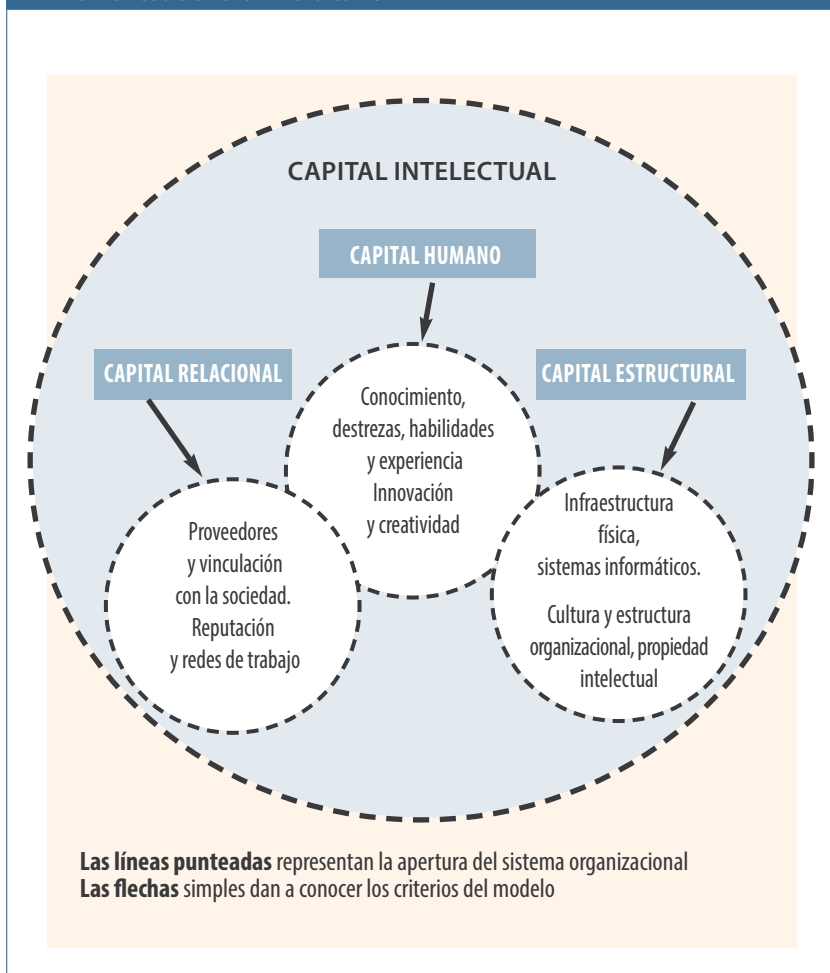 CAPITAL INTELECTUAL
CAPITAL HUMANO
CAPITAL RELACIONAL
CAPITAL ESTRUCTURAL
Conocimiento,
destrezas, habilidades
y experiencia
Innovación
y creatividad
Proveedores
y vinculación
con la sociedad.
Reputación
y redes de trabajo
Infraestructura
física,
sistemas informáticos.
Cultura y estructura
organizacional, propiedad
intelectual
Las líneas punteadas representan la apertura del sistema organizacional
Las flechas simples dan a conocer los criterios del modelo